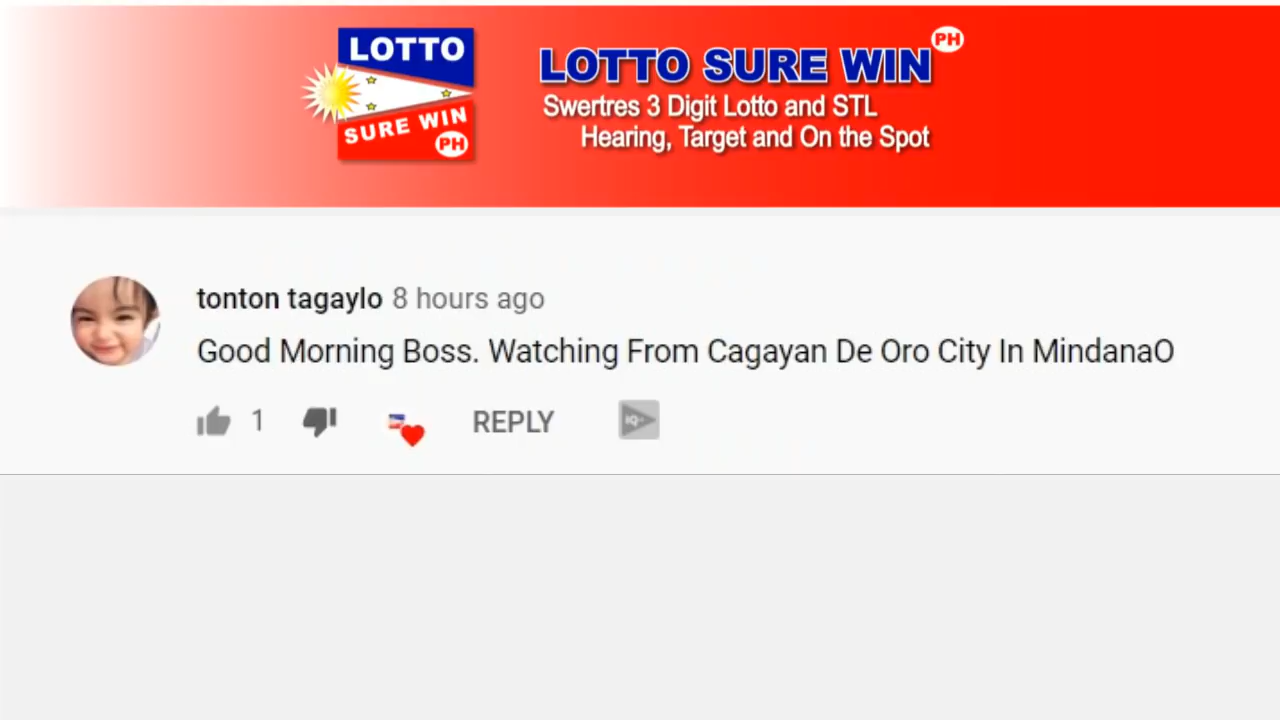 LOTTO
SURE WIN
PH
LOTTO SURE WIN PH
Swertres 3 Digit Lotto and STL
Hearing, Target and On the Spot
tonton tagaylo 8 hours ago
Good Morning Boss. Watching From Cagayan De Oro City In MindanaO
1 REPLY